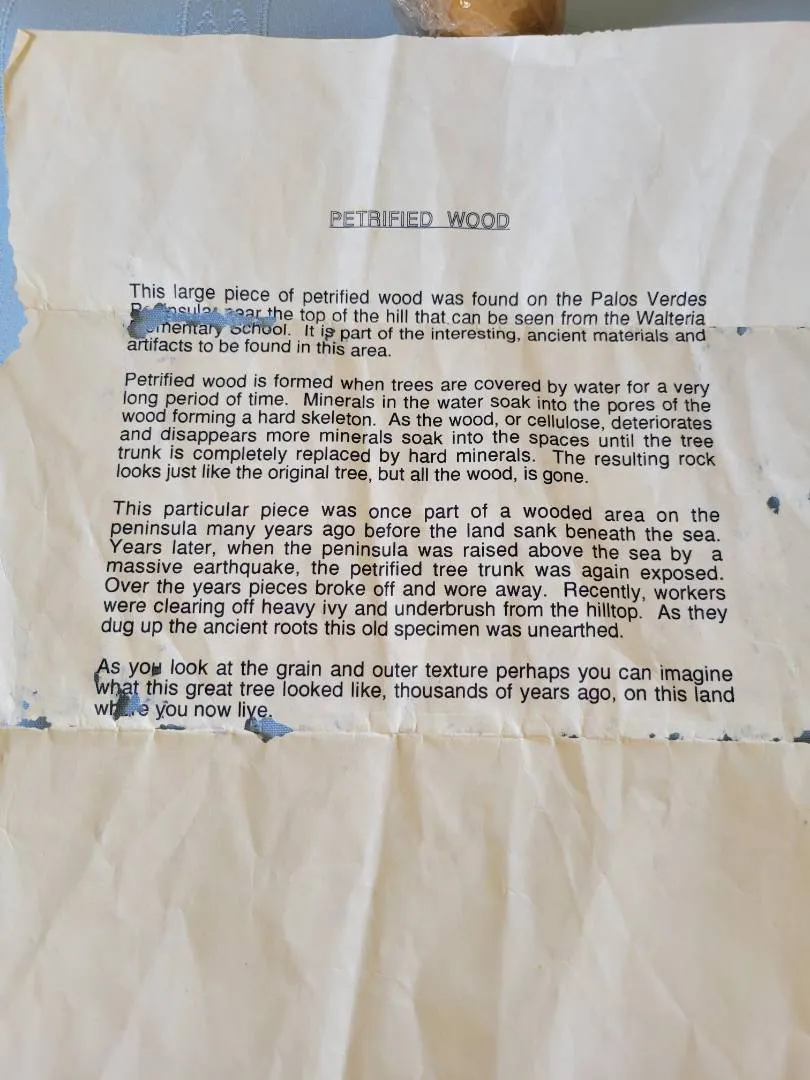 PETRIFIED WOOD
This large piece of petrified wood was found on the Palos Verdes
Peninsular near the top of the hill that can be seen from the Walteria
Elementary School. It is part of the interesting, ancient materials and
artifacts to be found in this area.
Petrified wood is formed when trees are covered by water for a very
long period of time. Minerals in the water soak into the pores of the
wood forming a hard skeleton. As the wood, or cellulose, deteriorates
and disappears more minerals soak into the spaces until the tree
trunk is completely replaced by hard minerals. The resulting rock
looks just like the original tree, but all the wood, is gone.
This particular piece was once part of a wooded area on the
peninsula many years ago before the land sank beneath the sea.
Years later, when the peninsula was raised above the sea by a
massive earthquake, the petrified tree trunk was again exposed.
Over the years pieces broke off and wore away. Recently, workers
were clearing off heavy ivy and underbrush from the hilltop. As they
dug up the ancient roots this old specimen was unearthed.
As you look at the grain and outer texture perhaps you can imagine
what this great tree looked like, thousands of years ago, on this land
where you now live.